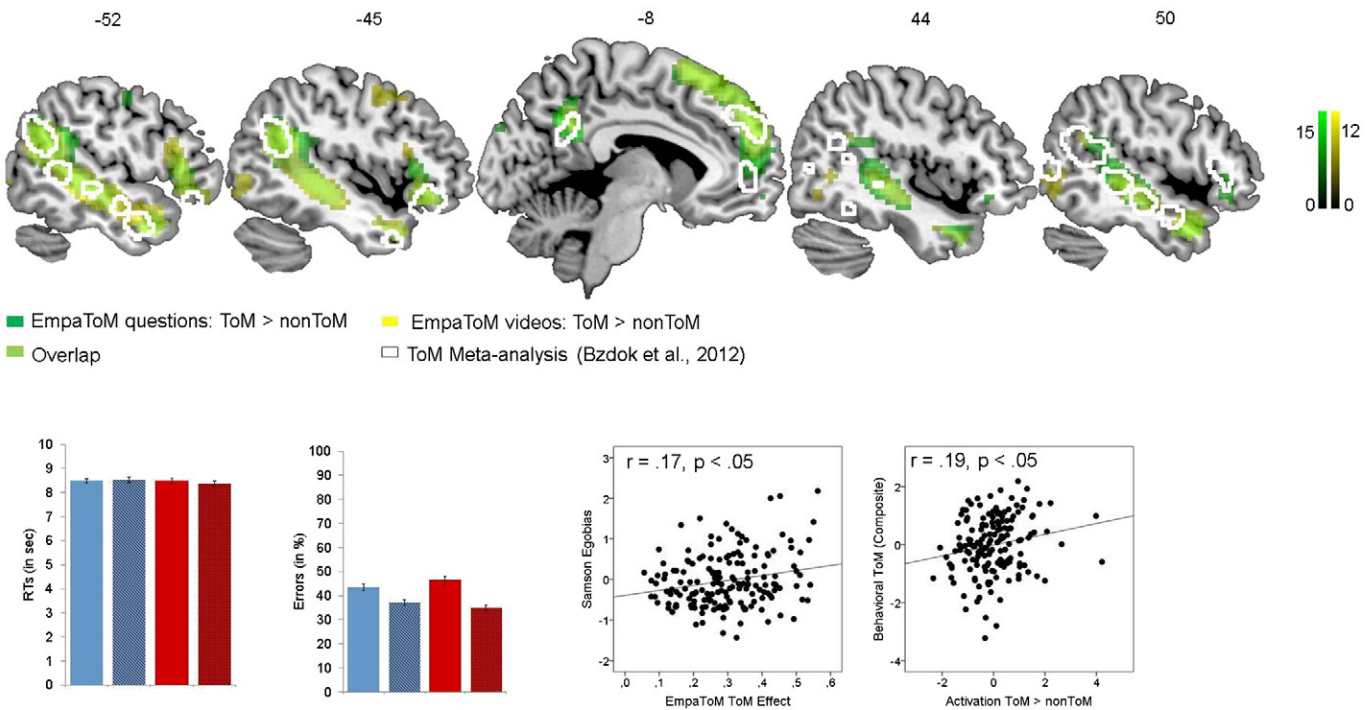 -52 -45 -8 44 50
15 12
0 0
EmpaToM questions: ToM > nonToM EmpaToM videos: ToM > nonToM
Overlap ToM Meta-analysis (Bzdok et al., 2012)
RTs (in sec)
10
9
8
7
6
5
4
3
2
1
0
Errors (in %)
100
90
80
70
60
50
40
30
20
10
0
r = .17, p < .05
Samson Egobias
3
2
1
0
-1
-2
.0 .1 .2 .3 .4 .5 .6
EmpaToM ToM Effect
r = .19, p < .05
Behavioral ToM (Composite)
2
0
-2
-4
-2 0 2 4
Activation ToM > nonToM